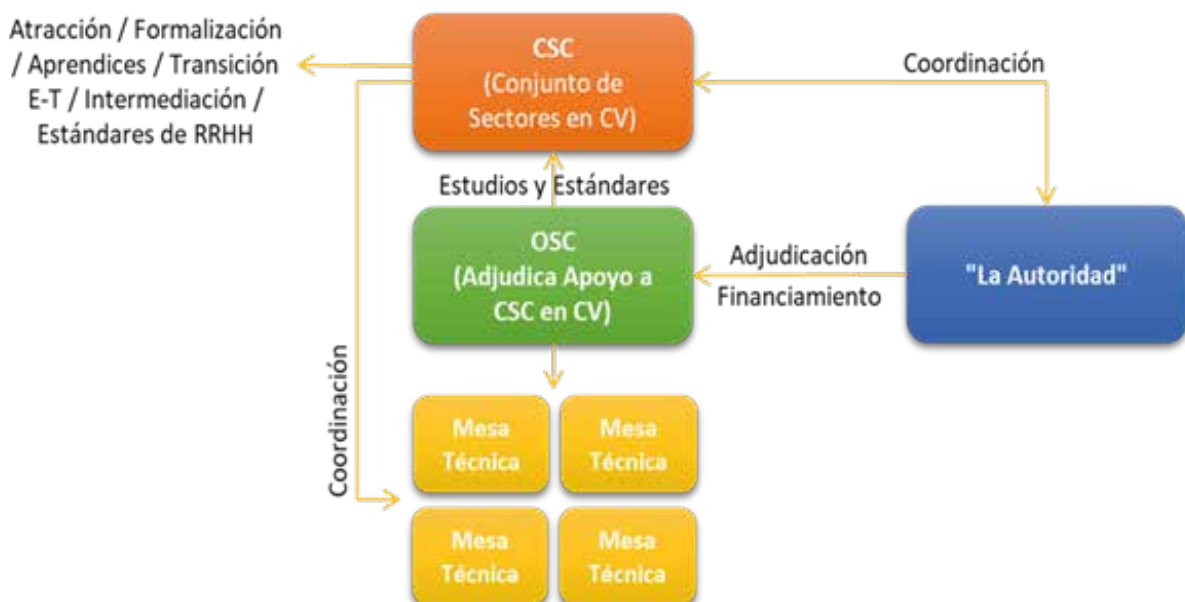 Atracción / Formalización
/ Aprendices / Transición
E-T / Intermediación /
Estándares de RRHH
CSC
(Conjunto de
Sectores en CV)
Coordinación
Estudios y Estándares
OSC
(Adjudica Apoyo a
CSC en CV)
Adjudicación
Financiamiento
"La Autoridad"
Coordinación
Mesa
Técnica
Mesa
Técnica
Mesa
Técnica
Mesa
Técnica